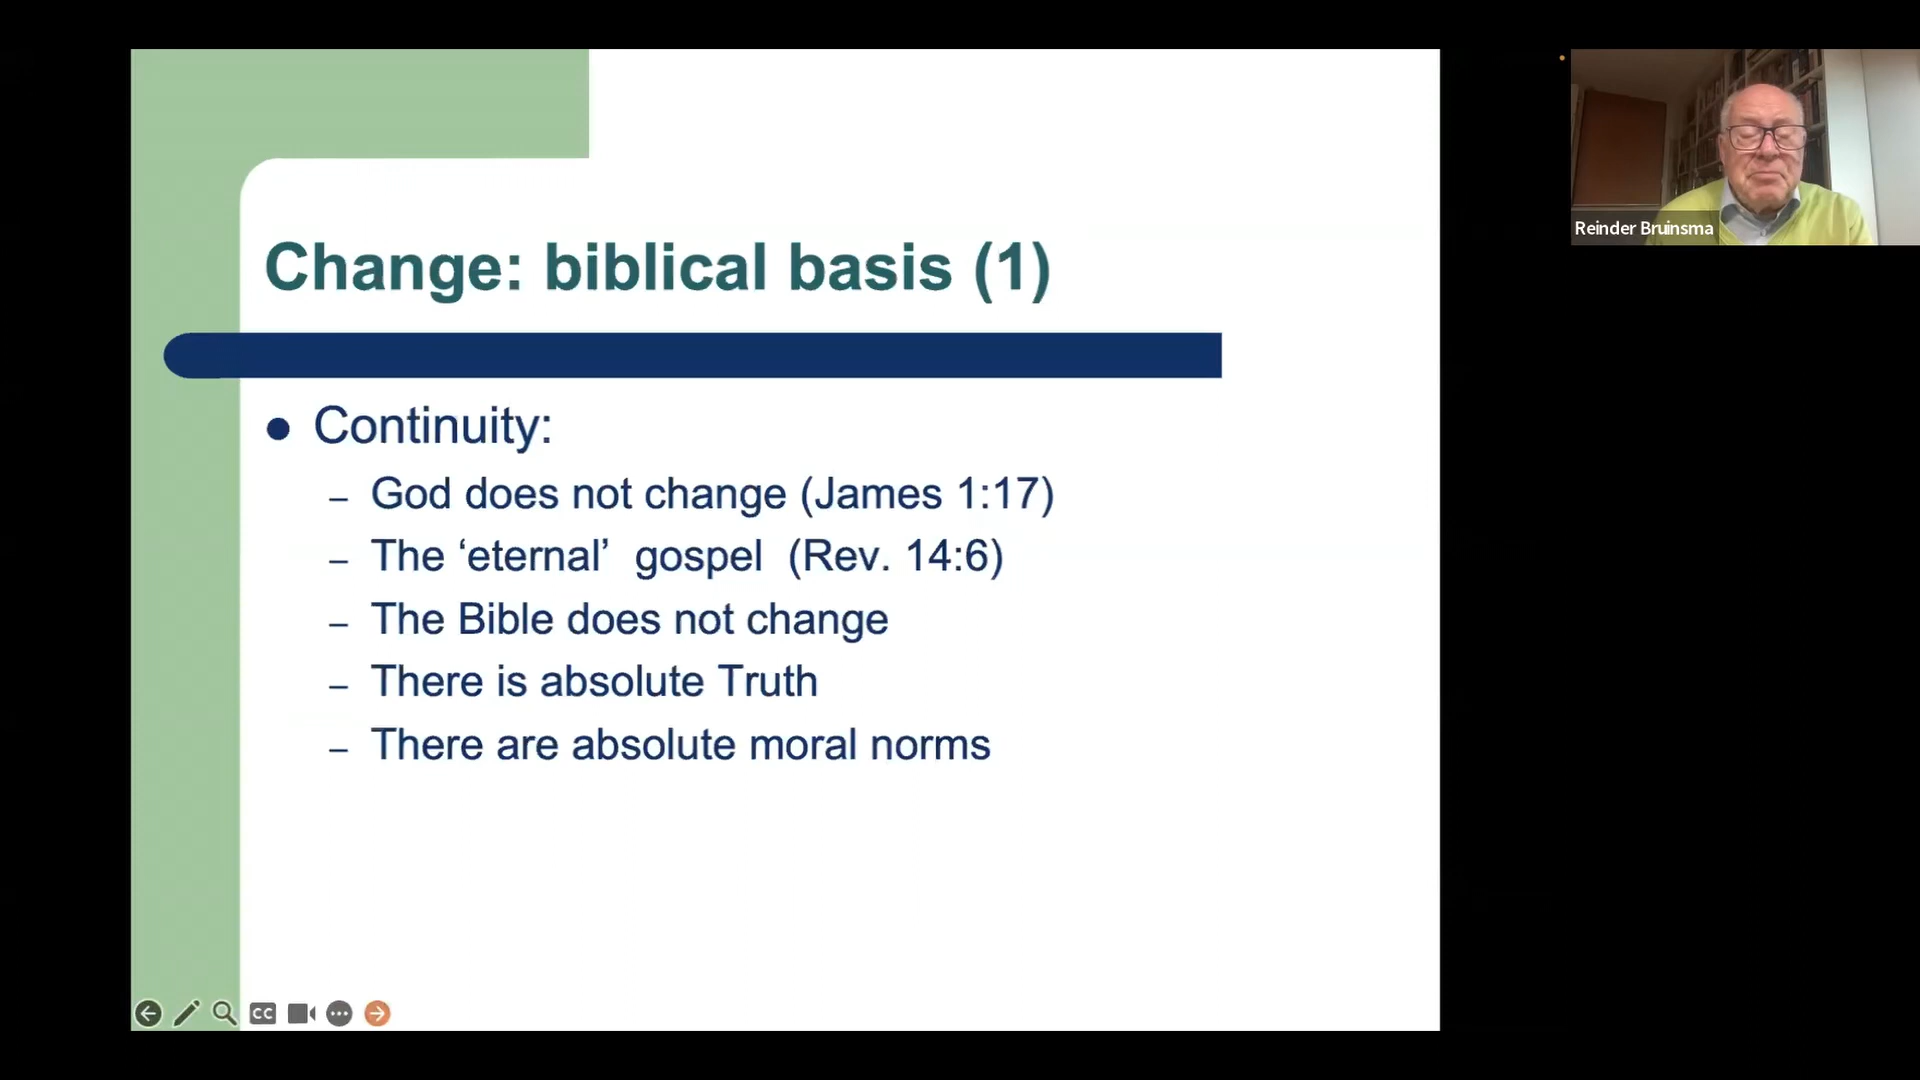 Change: biblical basis (1)
● Continuity:
– God does not change (James 1:17)
– The ‘eternal’ gospel (Rev. 14:6)
– The Bible does not change
– There is absolute Truth
– There are absolute moral norms
Reinder Bruinsma
CC